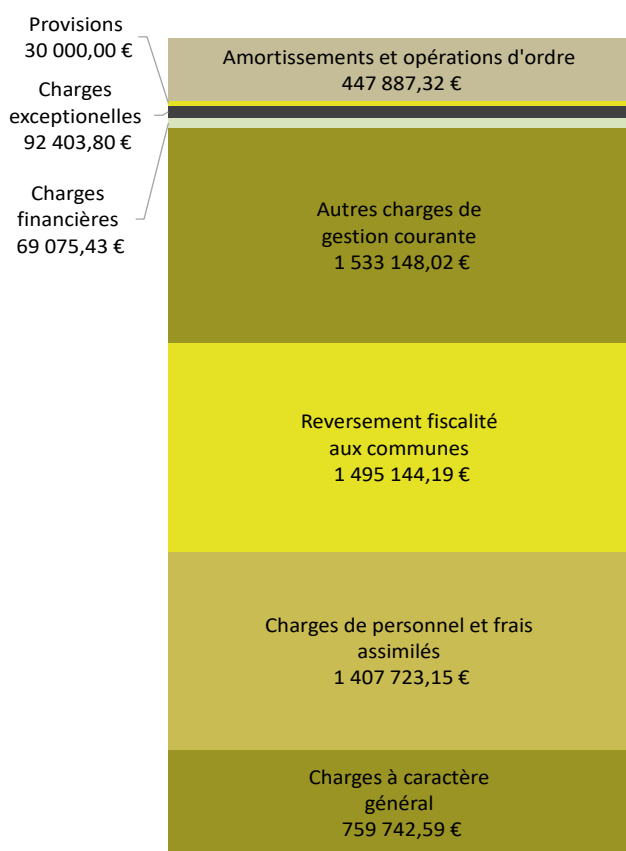 Provisions
30 000,00 €
Charges
exceptionelles
92 403,80 €
Charges
financières
69 075,43 €
Amortissements et opérations d'ordre
447 887,32 €
Autres charges de
gestion courante
1 533 148,02 €
Reversement fiscalité
aux communes
1 495 144,19 €
Charges de personnel et frais
assimilés
1 407 723,15 €
Charges à caractère
général
759 742,59 €